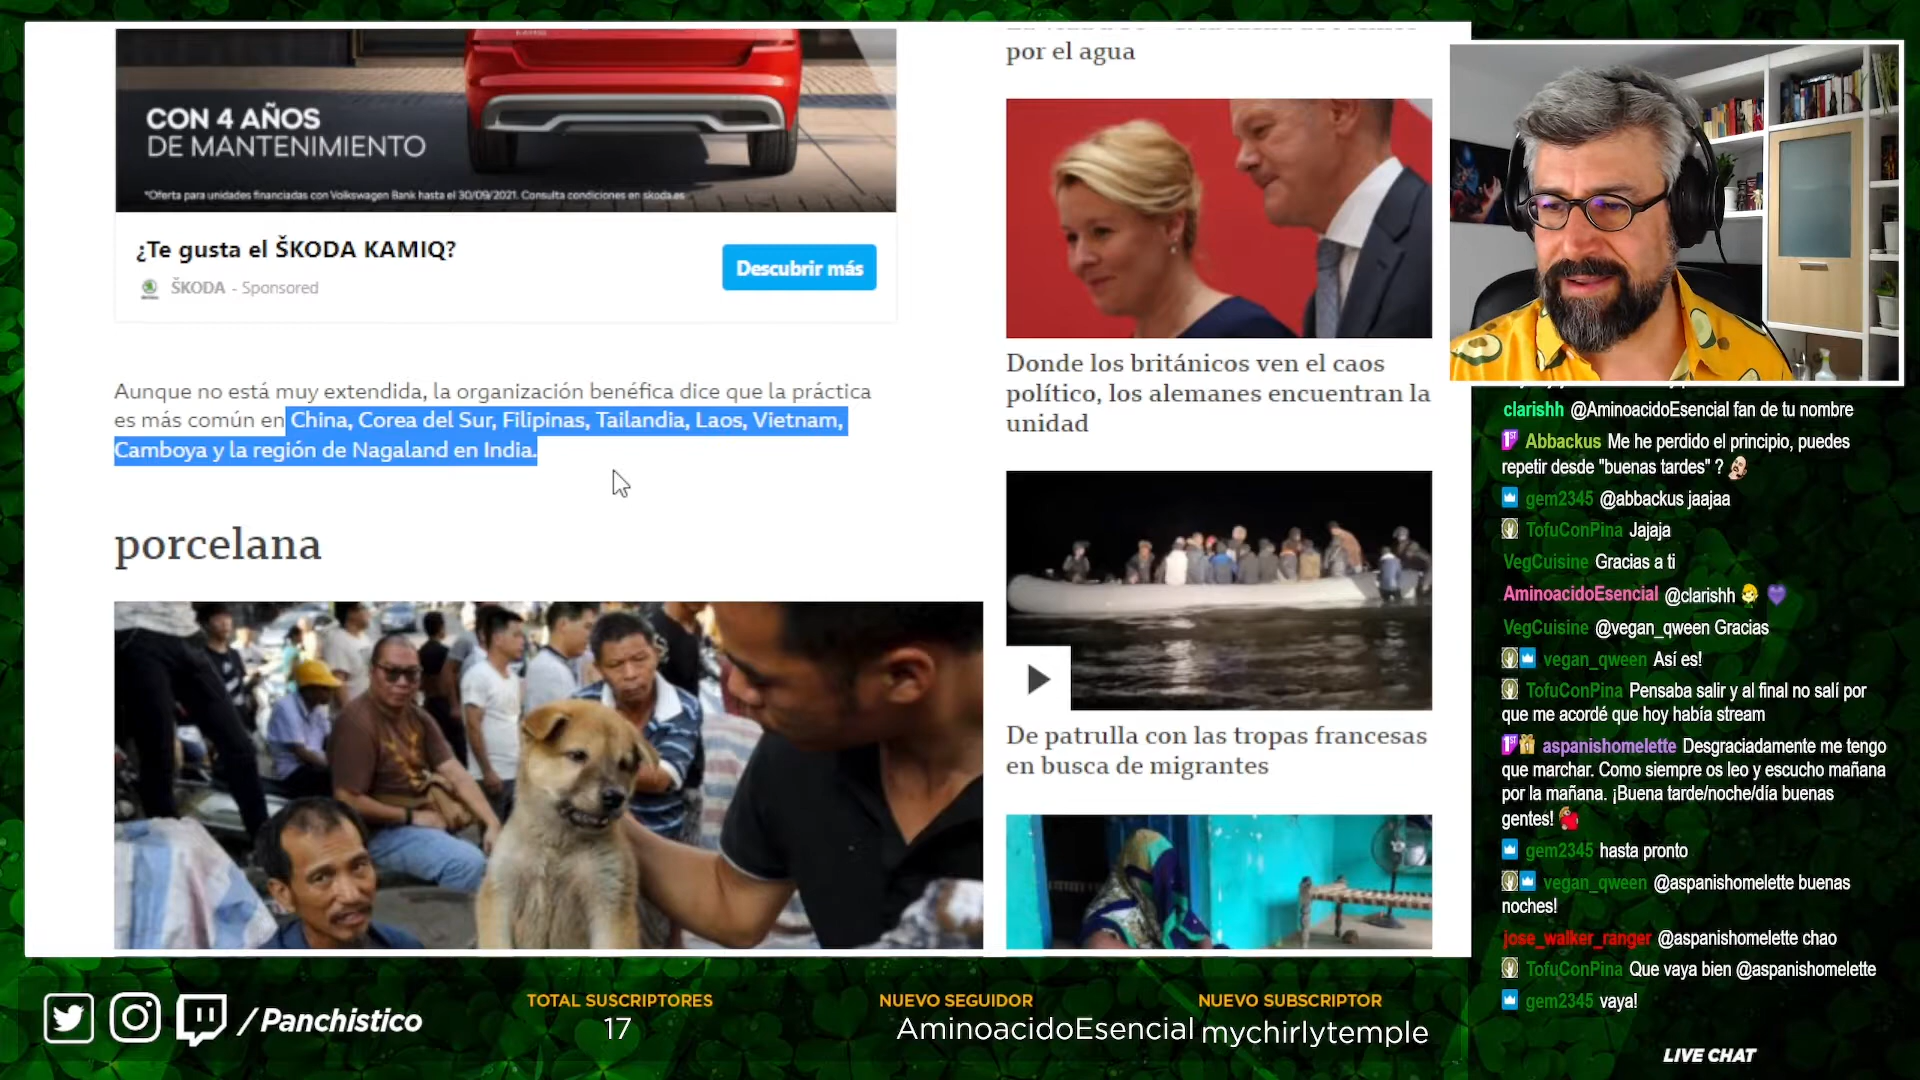 CON 4 AÑOS
DE MANTENIMIENTO
*Oferta para unidades financiadas con Volkswagen Bank hasta el 30/09/2021. Consulta condiciones en skoda.es
¿Te gusta el ŠKODA KAMIQ?
ŠKODA - Sponsored
Descubrir más
Aunque no está muy extendida, la organización benéfica dice que la práctica
es más común en China, Corea del Sur, Filipinas, Tailandia, Laos, Vietnam,
Camboya y la región de Nagaland en India.
porcelana
por el agua
Donde los británicos ven el caos
político, los alemanes encuentran la
unidad
De patrulla con las tropas francesas
en busca de migrantes
clarishh @AminoacidoEsencial fan de tu nombre
1ST Abbackus Me he perdido el principio, puedes
repetir desde "buenas tardes" ?
gem2345 @abbackus jaajaa
TofuConPina Jajaja
VegCuisine Gracias a ti
AminoacidoEsencial @clarishh
VegCuisine @vegan_qween Gracias
vegan_qween Así es!
TofuConPina Pensaba salir y al final no salí por
que me acordé que hoy había stream
1ST aspanishomelette Desgraciadamente me tengo
que marchar. Como siempre os leo y escucho mañana
por la mañana. ¡Buena tarde/noche/día buenas
gentes!
gem2345 hasta pronto
vegan_qween @aspanishomelette buenas
noches!
jose_walker_ranger @aspanishomelette chao
TofuConPina Que vaya bien @aspanishomelette
gem2345 vaya!
LIVE CHAT
/Panchistico
TOTAL SUSCRIPTORES
17
NUEVO SEGUIDOR
AminoacidoEsencial
NUEVO SUBSCRIPTOR
mychirlytemple